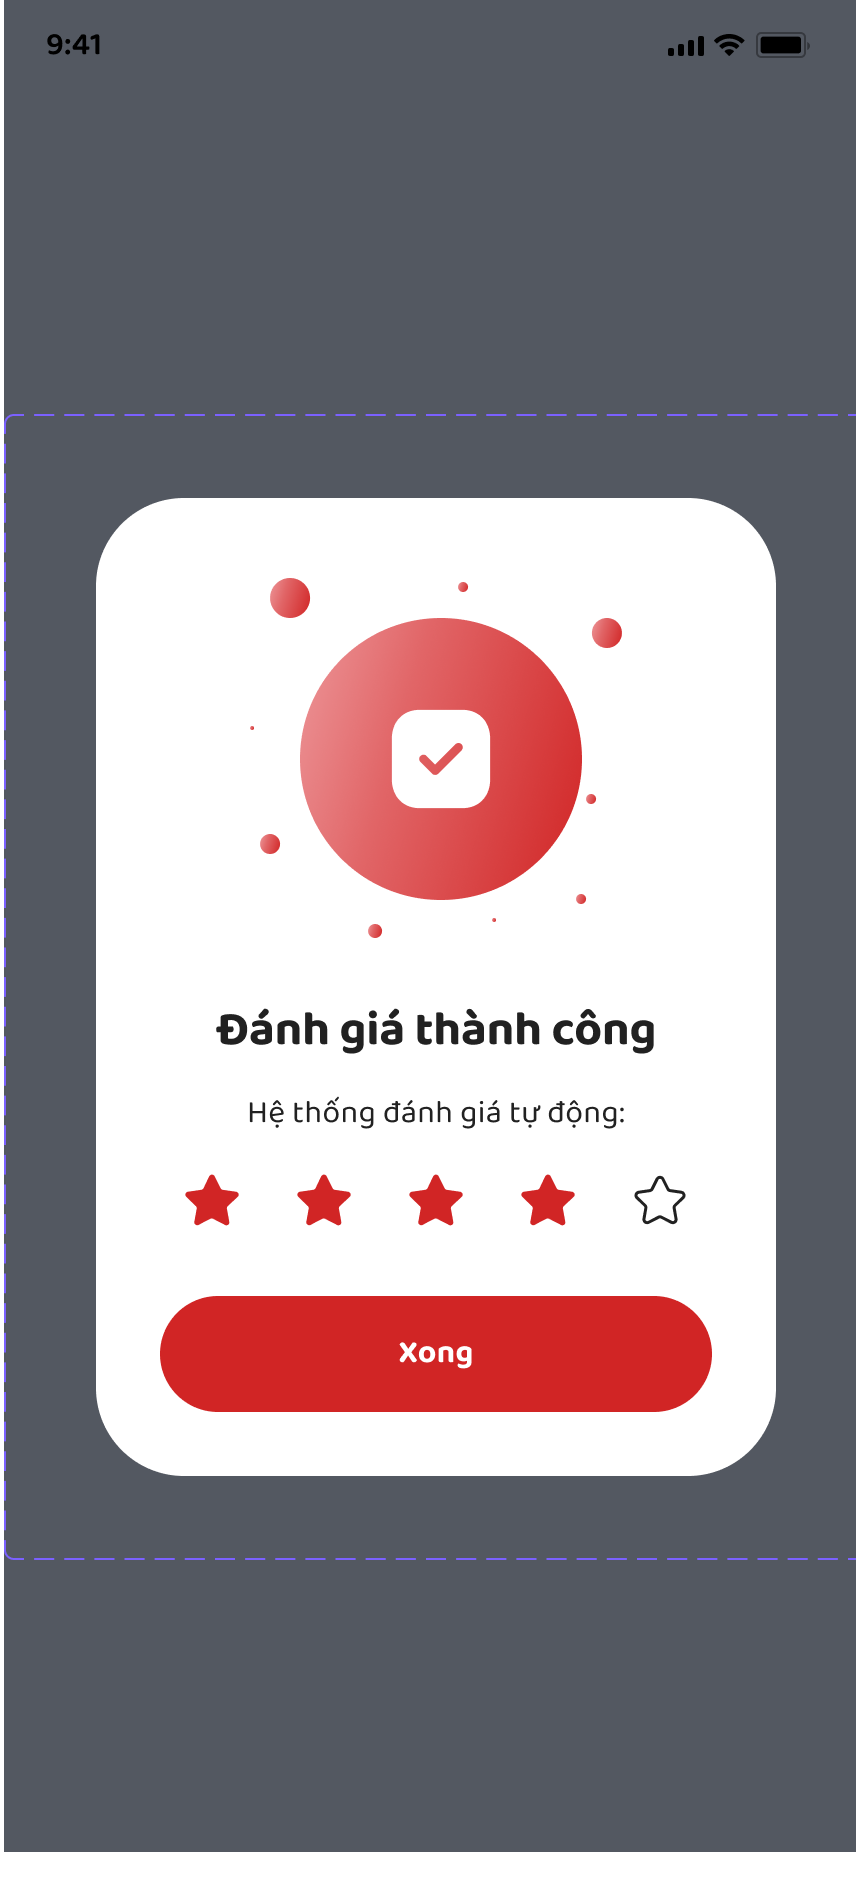 9:41
Đánh giá thành công
Hệ thống đánh giá tự động:
Xong